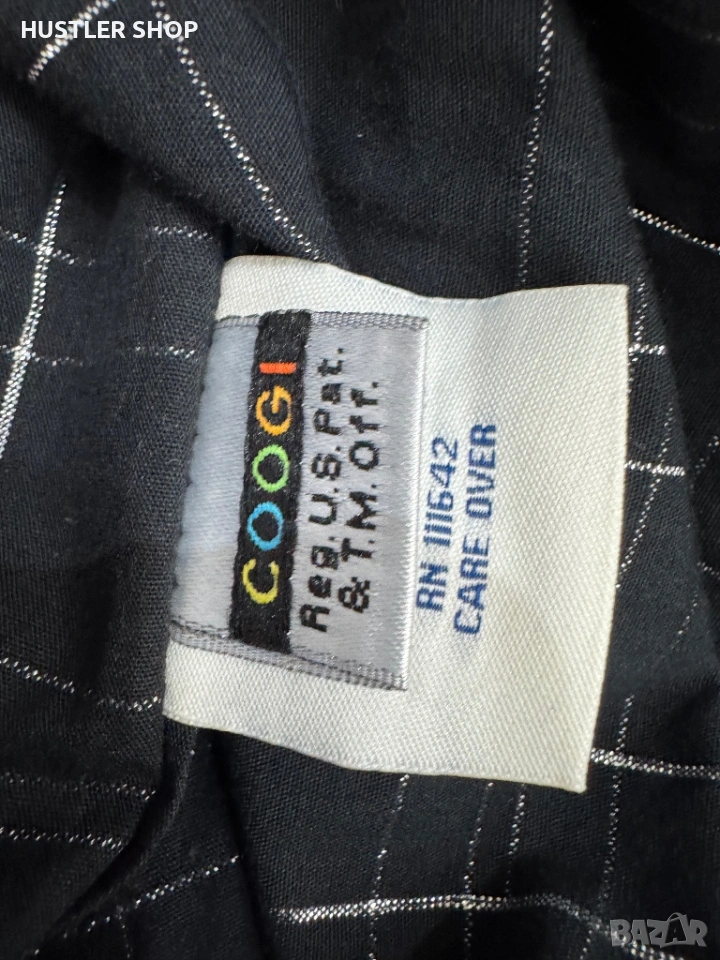 HUSTLER SHOP
COOGI
Reg. U.S. Pat.
& T.M. Off.
RN 111642
CARE OVER
BAZAR